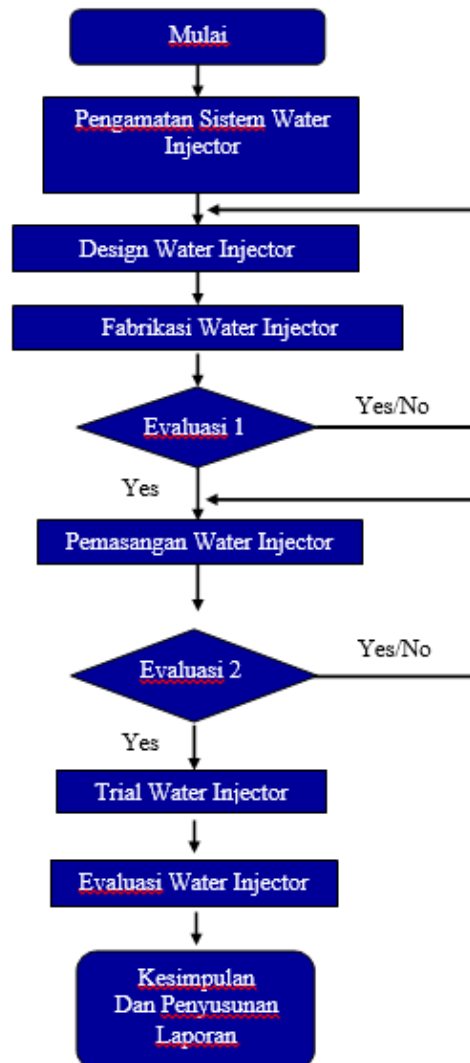 Mulai
Pengamatan Sistem Water
Injector
Design Water Injector
Fabrikasi Water Injector
Evaluasi 1
Yes/No
Yes
Pemasangan Water Injector
Evaluasi 2
Yes/No
Yes
Trial Water Injector
Evaluasi Water Injector
Kesimpulan
Dan Penyusunan
Laporan